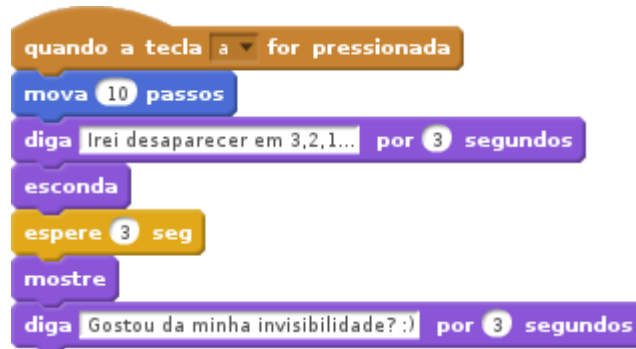 quando a tecla a for pressionada
mova 10 passos
diga Irei desaparecer em 3,2,1... por 3 segundos
esconda
espere 3 seg
mostre
diga Gostou da minha invisibilidade? :) por 3 segundos